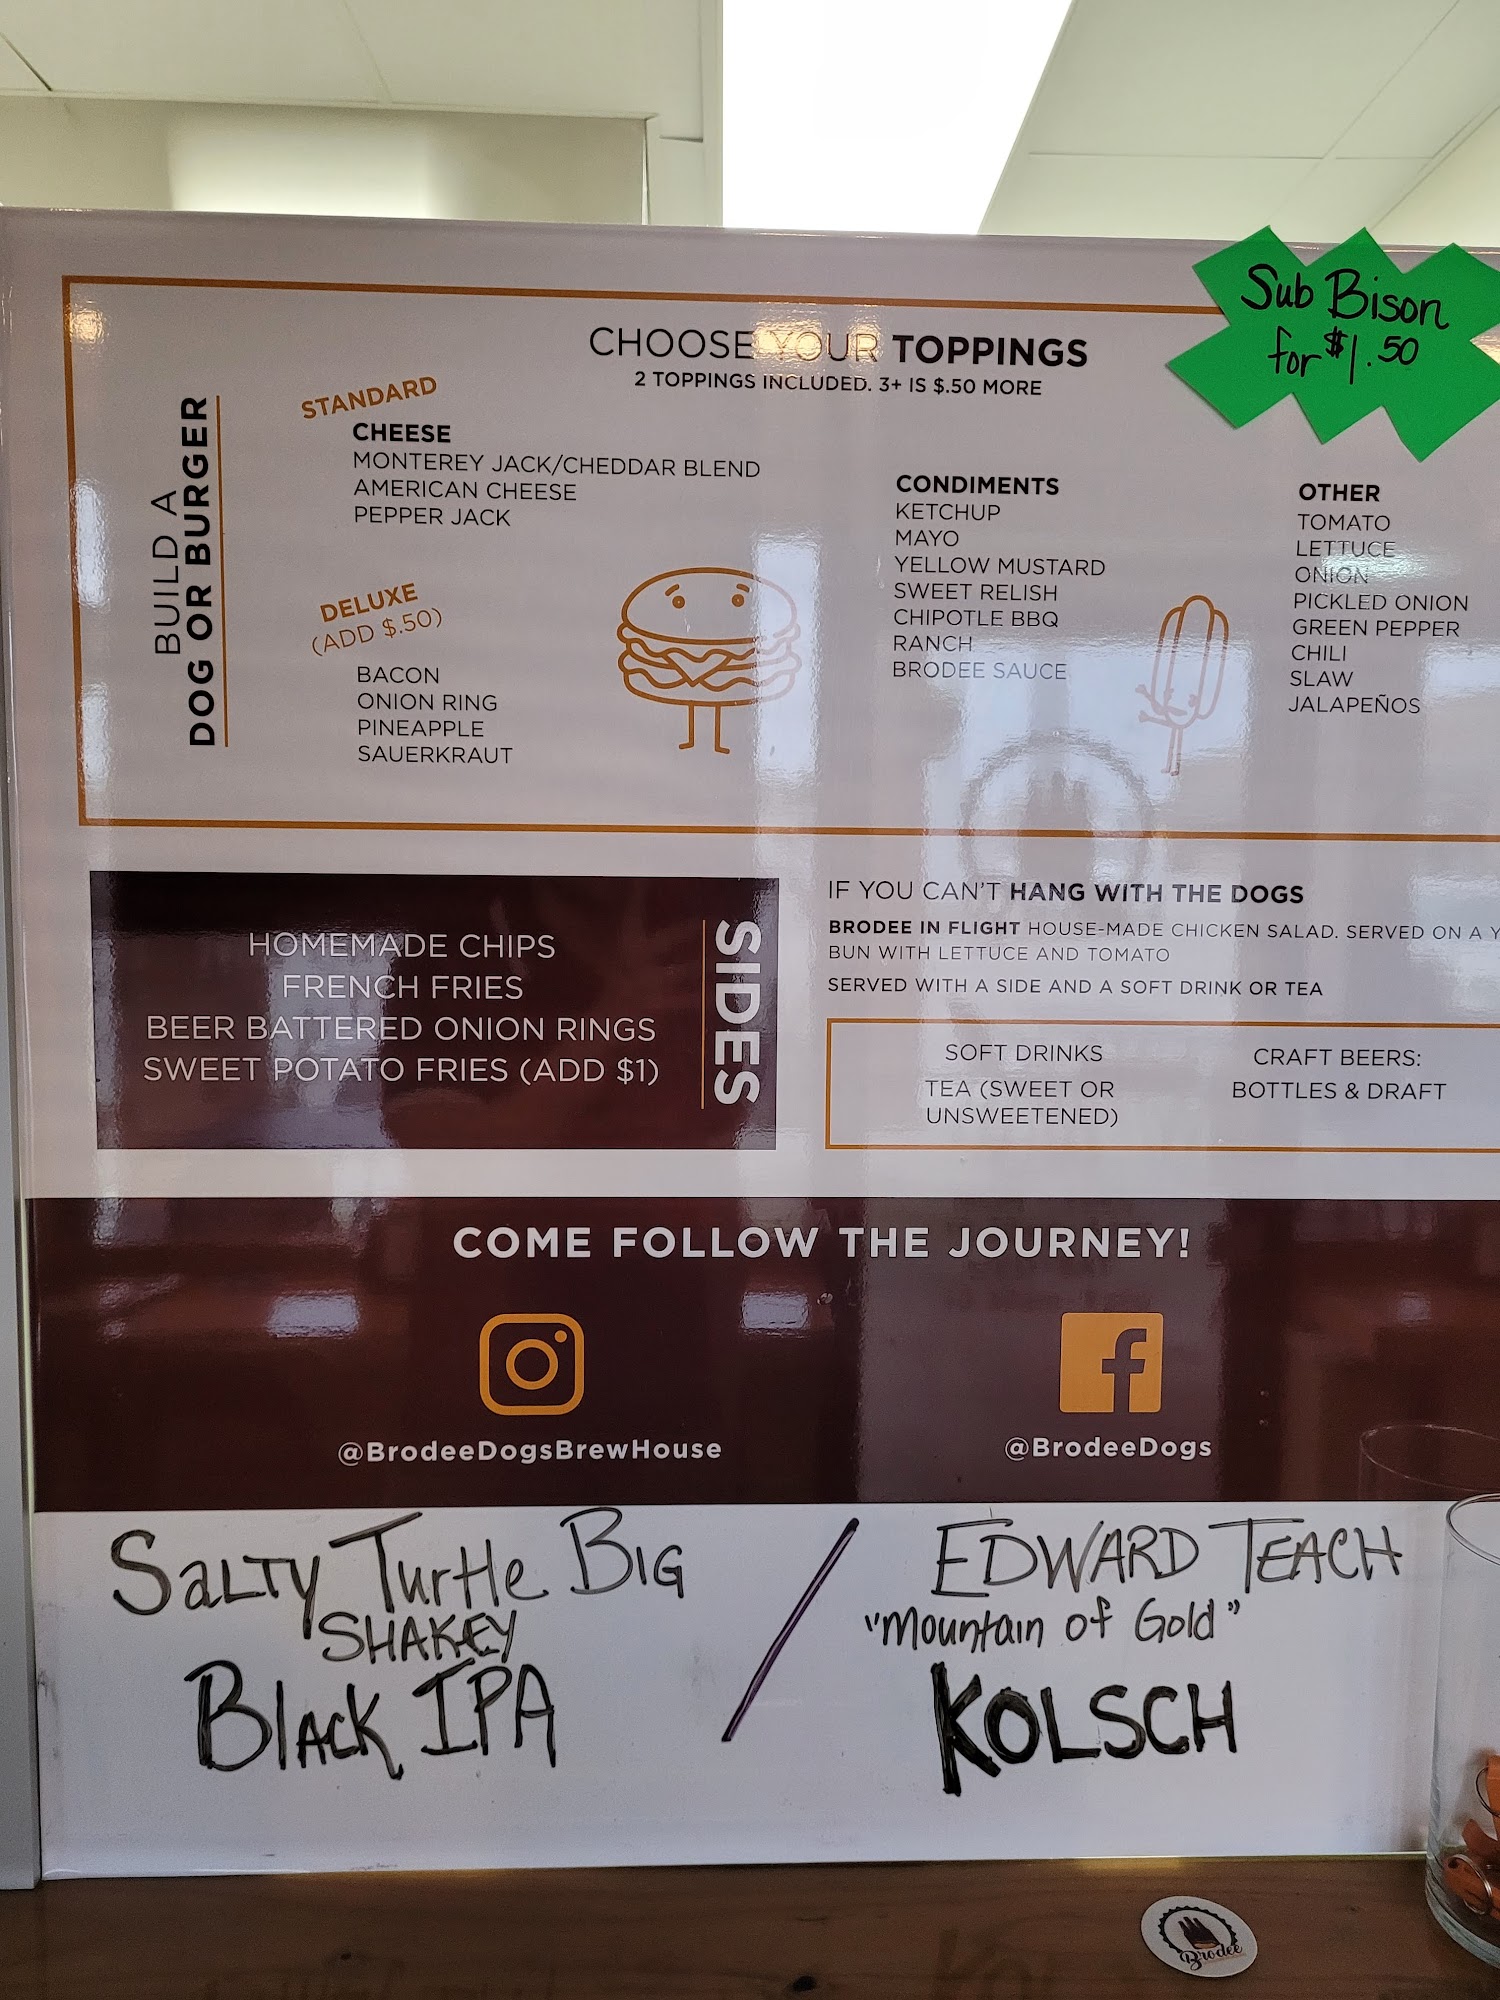 Sub Bison
for $1.50
CHOOSE YOUR TOPPINGS
2 TOPPINGS INCLUDED. 3+ IS $.50 MORE
BUILD A
DOG OR BURGER
STANDARD
CHEESE
MONTEREY JACK/CHEDDAR BLEND
AMERICAN CHEESE
PEPPER JACK
DELUXE
(ADD $.50)
BACON
ONION RING
PINEAPPLE
SAUERKRAUT
CONDIMENTS
KETCHUP
MAYO
YELLOW MUSTARD
SWEET RELISH
CHIPOTLE BBQ
RANCH
BRODEE SAUCE
OTHER
TOMATO
LETTUCE
ONION
PICKLED ONION
GREEN PEPPER
CHILI
SLAW
JALAPEÑOS
HOMEMADE CHIPS
FRENCH FRIES
BEER BATTERED ONION RINGS
SWEET POTATO FRIES (ADD $1)
SIDES
IF YOU CAN'T HANG WITH THE DOGS
BRODEE IN FLIGHT HOUSE-MADE CHICKEN SALAD. SERVED ON A
BUN WITH LETTUCE AND TOMATO
SERVED WITH A SIDE AND A SOFT DRINK OR TEA
SOFT DRINKS
TEA (SWEET OR
UNSWEETENED)
CRAFT BEERS:
BOTTLES & DRAFT
COME FOLLOW THE JOURNEY!
@BrodeeDogsBrewHouse
@BrodeeDogs
SALTY TURTLE BIG
SHAKEY
BLACK IPA
/
EDWARD TEACH
"Mountain of Gold"
KOLSCH
Brodee